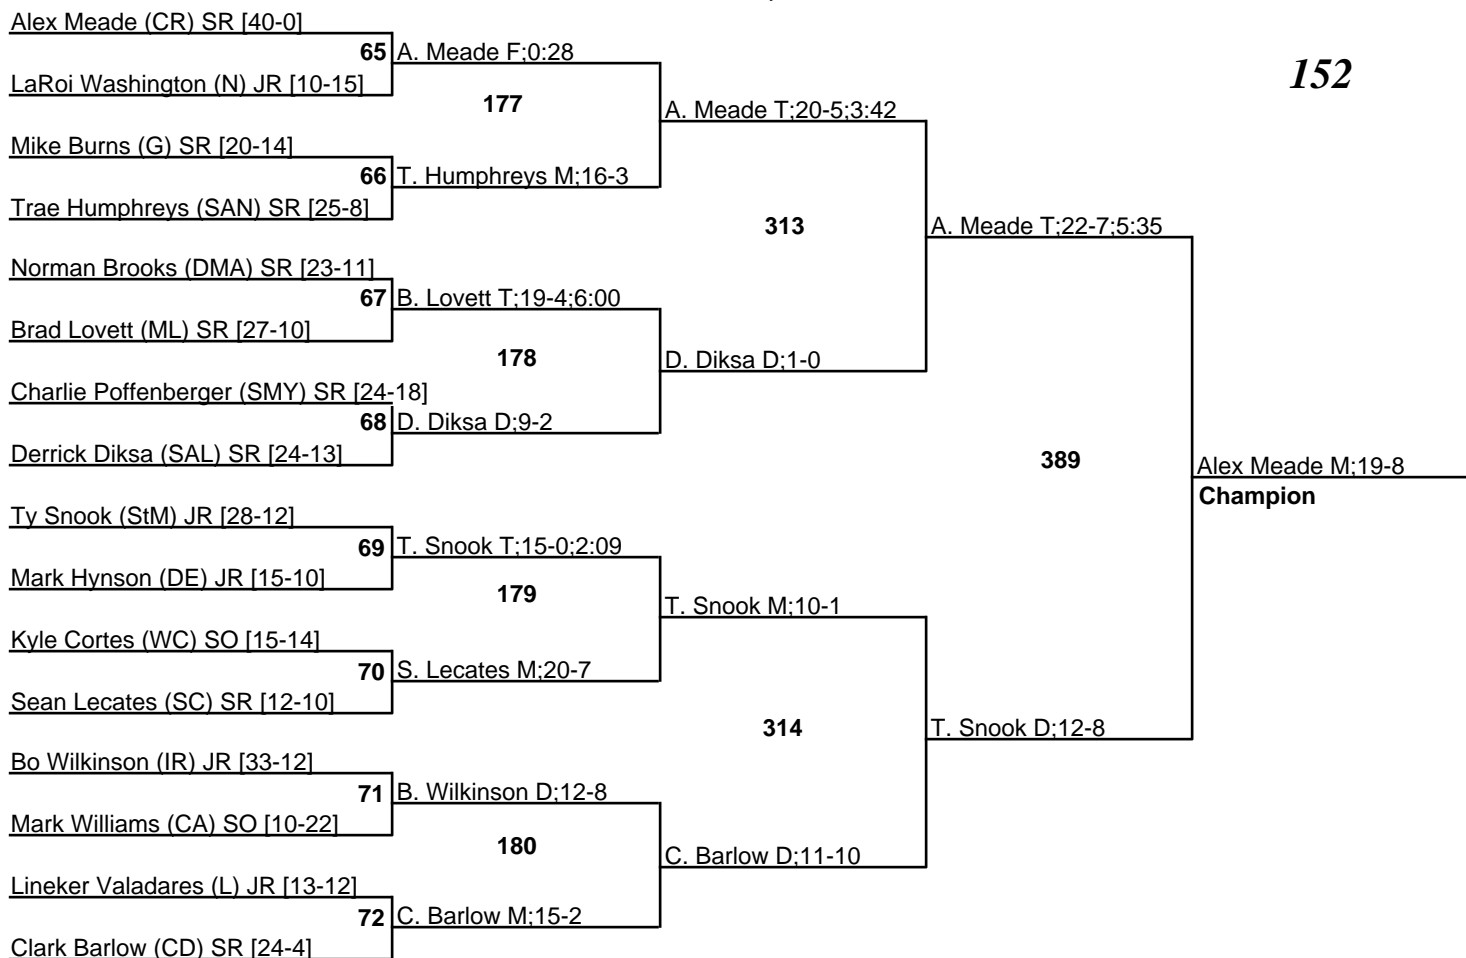 Alex Meade (CR) SR [40-0]
65 A. Meade F;0:28
152
LaRoi Washington (N) JR [10-15]
177
A. Meade T;20-5;3:42
Mike Burns (G) SR [20-14]
66 T. Humphreys M;16-3
Trae Humphreys (SAN) SR [25-8]
313
A. Meade T;22-7;5:35
Norman Brooks (DMA) SR [23-11]
67 B. Lovett T;19-4;6:00
Brad Lovett (ML) SR [27-10]
178
D. Diksa D;1-0
Charlie Poffenberger (SMY) SR [24-18]
68 D. Diksa D;9-2
Derrick Diksa (SAL) SR [24-13]
389
Alex Meade M;19-8
Champion
Ty Snook (StM) JR [28-12]
69 T. Snook T;15-0;2:09
Mark Hynson (DE) JR [15-10]
179
T. Snook M;10-1
Kyle Cortes (WC) SO [15-14]
70 S. Lecates M;20-7
Sean Lecates (SC) SR [12-10]
314
T. Snook D;12-8
Bo Wilkinson (IR) JR [33-12]
71 B. Wilkinson D;12-8
Mark Williams (CA) SO [10-22]
180
C. Barlow D;11-10
Lineker Valadares (L) JR [13-12]
72 C. Barlow M;15-2
Clark Barlow (CD) SR [24-4]